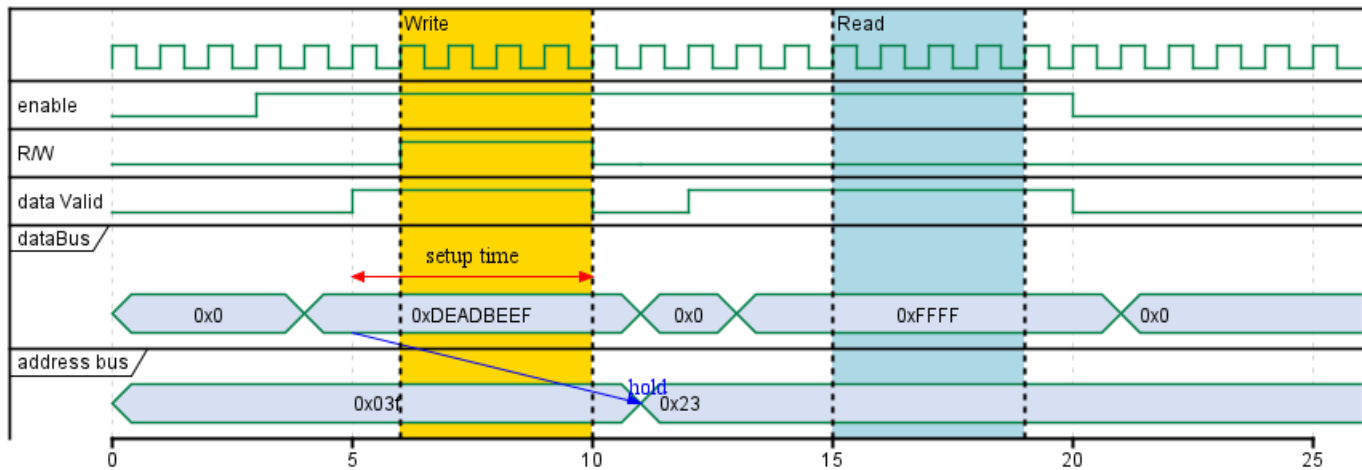 Write
Read
enable
R/W
data Valid
dataBus
setup time
0x0
0xDEADBEEF
0x0
0xFFFF
0x0
address bus
hold
0x03f
0x23
0
5
10
15
20
25